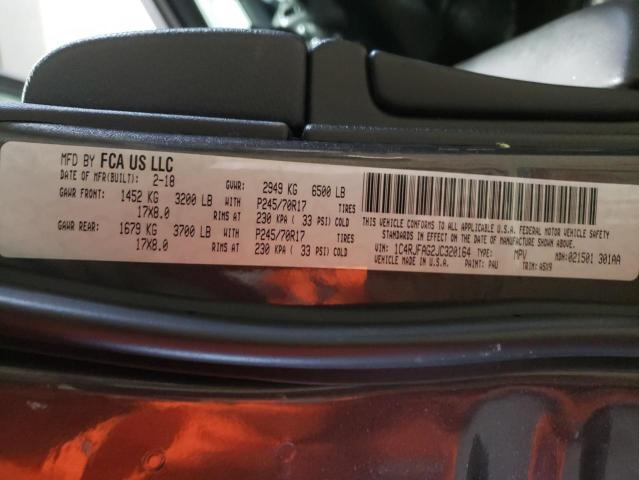 MFD BY FCA US LLC
DATE OF MFR(BUILT): 2-18 GVWR: 2949 KG 6500 LB
GAWR FRONT: 1452 KG 3200 LB WITH P245/70R17 TIRES
17X8.0 RIMS AT 230 KPA ( 33 PSI) COLD
GAWR REAR: 1679 KG 3700 LB WITH P245/70R17 TIRES
17X8.0 RIMS AT 230 KPA ( 33 PSI) COLD
THIS VEHICLE CONFORMS TO ALL APPLICABLE U.S.A. FEDERAL MOTOR VEHICLE SAFETY
STANDARDS IN EFFECT ON THE DATE OF MANUFACTURE SHOWN ABOVE.
VIN: 1C4RJFAG2JC320164 TYPE: MPV MDH:021501 301AA
VEHICLE MADE IN U.S.A. PAINT: PAU TRIM: A5X9